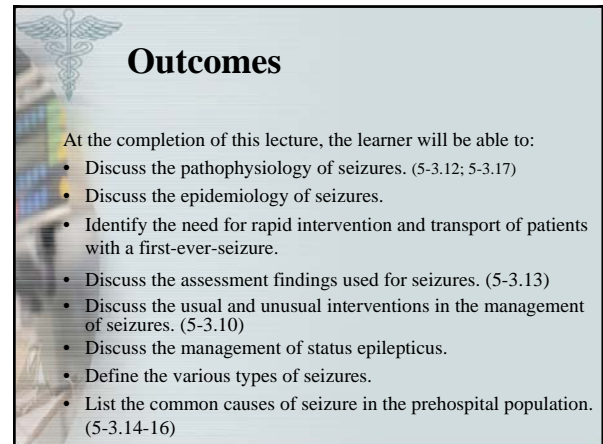 Outcomes
At the completion of this lecture, the learner will be able to:
• Discuss the pathophysiology of seizures. (5-3.12; 5-3.17)
• Discuss the epidemiology of seizures.
• Identify the need for rapid intervention and transport of patients
with a first-ever-seizure.
• Discuss the assessment findings used for seizures. (5-3.13)
• Discuss the usual and unusual interventions in the management
of seizures. (5-3.10)
• Discuss the management of status epilepticus.
• Define the various types of seizures.
• List the common causes of seizure in the prehospital population.
(5-3.14-16)